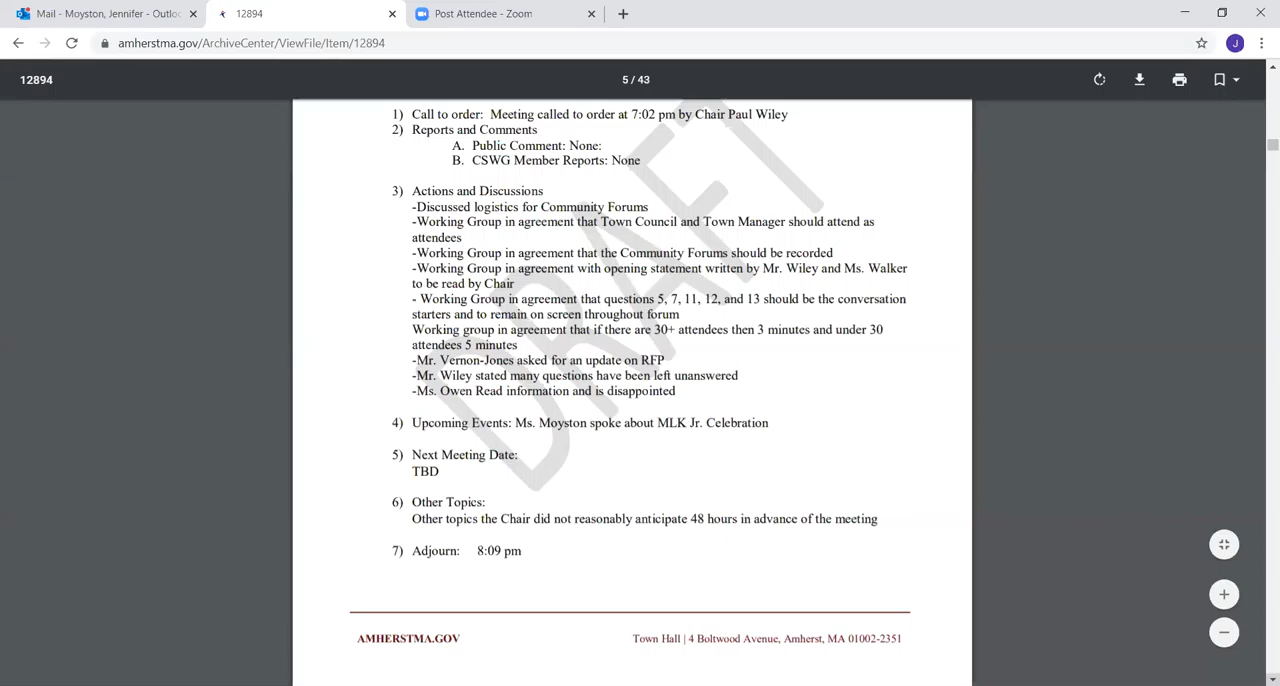 Mail - Moyston, Jennifer - Outloo
12894
Post Attendee - Zoom
amherstma.gov/ArchiveCenter/ViewFile/Item/12894
J
12894
5 / 43
1) Call to order: Meeting called to order at 7:02 pm by Chair Paul Wiley
2) Reports and Comments
A. Public Comment: None:
B. CSWG Member Reports: None
3) Actions and Discussions
-Discussed logistics for Community Forums
-Working Group in agreement that Town Council and Town Manager should attend as
attendees
-Working Group in agreement that the Community Forums should be recorded
-Working Group in agreement with opening statement written by Mr. Wiley and Ms. Walker
to be read by Chair
- Working Group in agreement that questions 5, 7, 11, 12, and 13 should be the conversation
starters and to remain on screen throughout forum
Working group in agreement that if there are 30+ attendees then 3 minutes and under 30
attendees 5 minutes
-Mr. Vernon-Jones asked for an update on RFP
-Mr. Wiley stated many questions have been left unanswered
-Ms. Owen Read information and is disappointed
4) Upcoming Events: Ms. Moyston spoke about MLK Jr. Celebration
5) Next Meeting Date:
TBD
6) Other Topics:
Other topics the Chair did not reasonably anticipate 48 hours in advance of the meeting
7) Adjourn: 8:09 pm
DRAFT
AMHERSTMA.GOV
Town Hall | 4 Boltwood Avenue, Amherst, MA 01002-2351